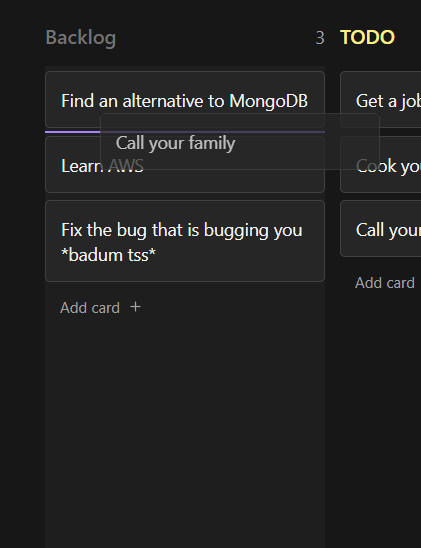 Backlog 3 TODO
Find an alternative to MongoDB
Call your family
Learn AWS
Fix the bug that is bugging you
*badum tss*
Add card +
Get a job
Cook you
Call your
Add card